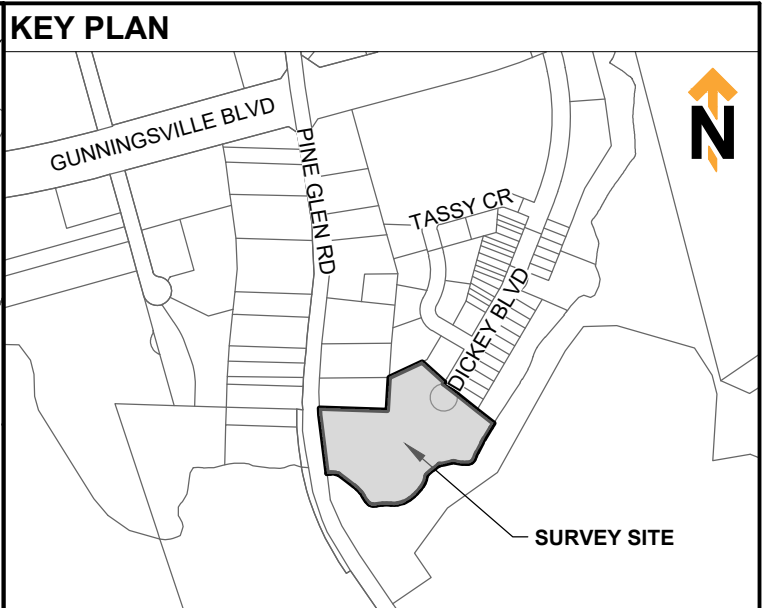 KEY PLAN
GUNNINGSVILLE BLVD
PINE GLEN RD
TASSY CR
DICKEY BLVD
N
SURVEY SITE